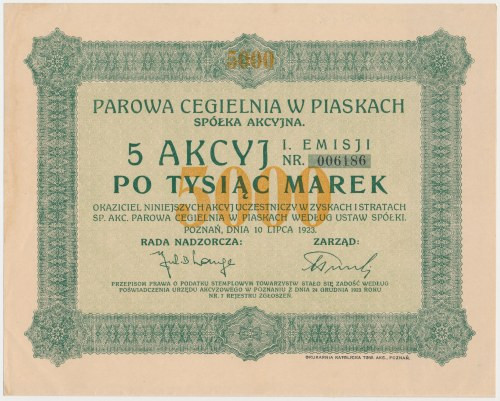 5000
PAROWA CEGIELNIA W PIASKACH
SPÓŁKA AKCYJNA.
5 AKCYJ I. EMISJI
NR. 006186
PO TYSIĄC MAREK
5000
OKAZICIEL NINIEJSZYCH AKCYJ UCZESTNICZY W ZYSKACH I STRATACH
SP. AKC. PAROWA CEGIELNIA W PIASKACH WEDŁUG USTAW SPÓŁKI.
POZNAŃ, DNIA 10 LIPCA 1923.
RADA NADZORCZA: ZARZĄD:
PRZEPISOM PRAWA O PODATKU STEMPLOWYM TOWARZYSTW STAŁO SIĘ ZADOŚĆ WEDŁUG
POŚWIADCZENIA URZĘDU AKCYZOWEGO W POZNANIU Z DNIA 28 GRUDNIA 1923 ROKU
NR. 7 REJESTRU ZGŁOSZEŃ.
DRUKARNIA KATOLICKA TOW. AKC., POZNAŃ.